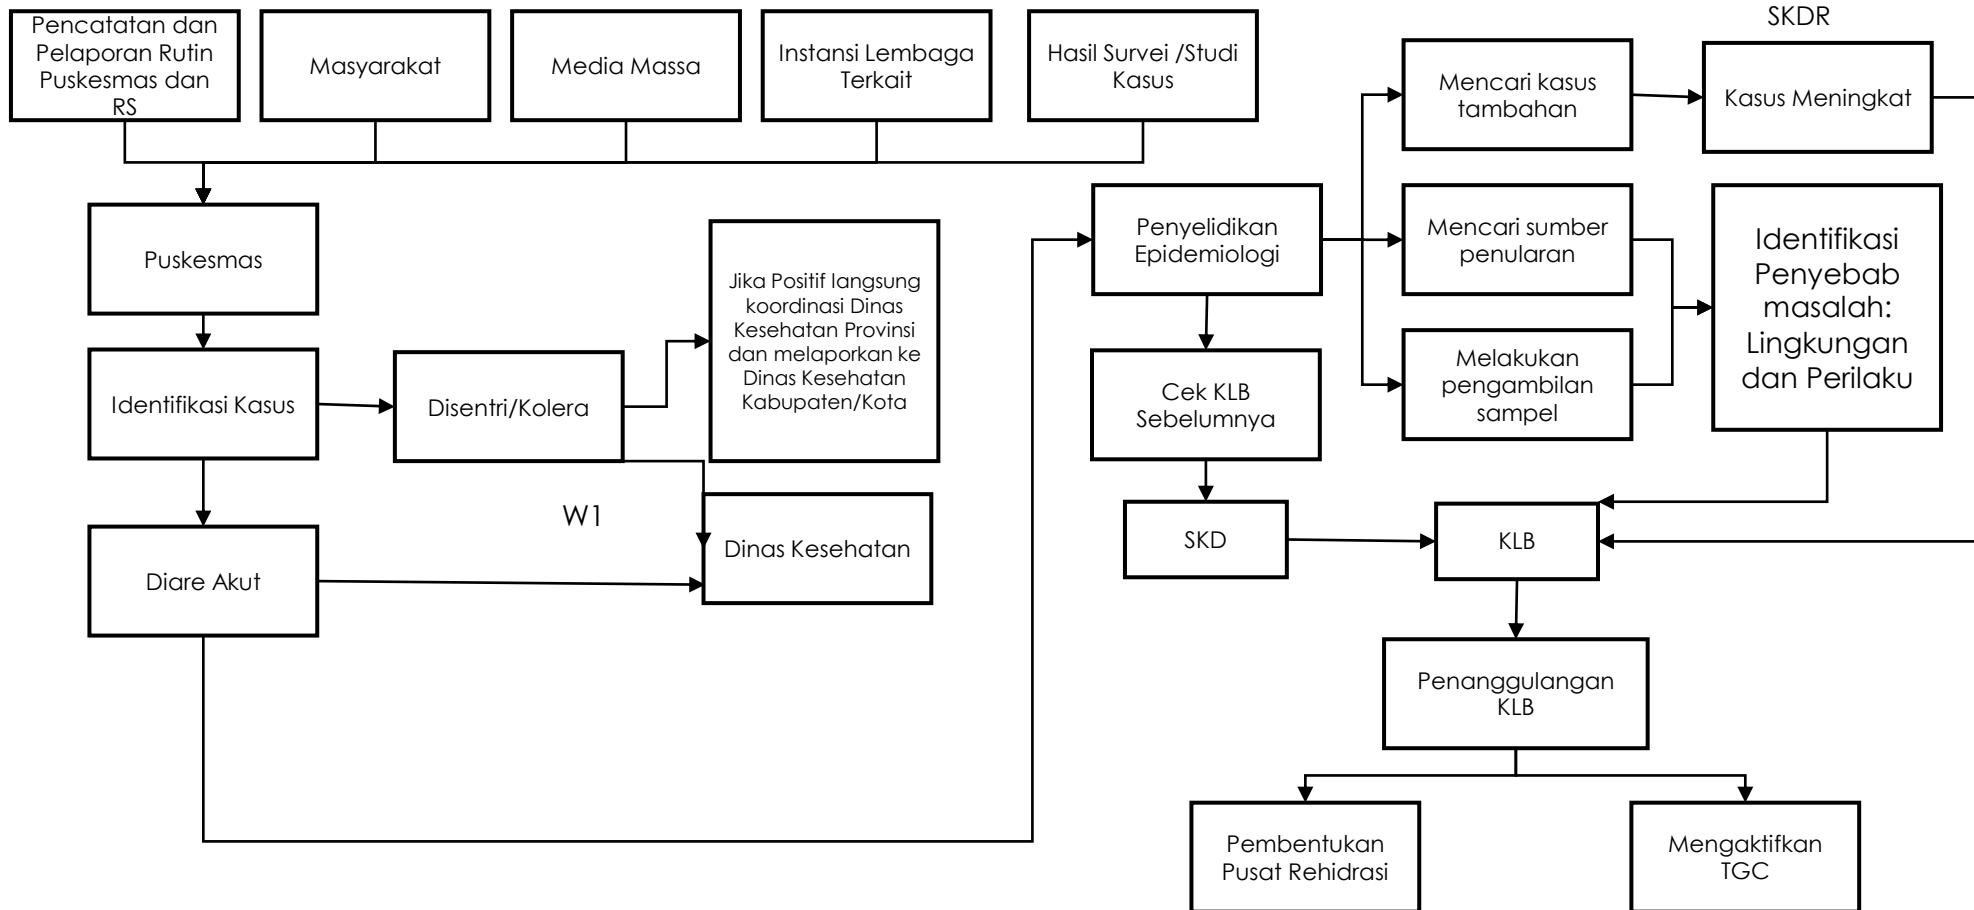 Pencatatan dan
Pelaporan Rutin
Puskesmas dan
RS
Masyarakat
Media Massa
Instansi Lembaga
Terkait
Hasil Survei /Studi
Kasus
SKDR
Mencari kasus
tambahan
Kasus Meningkat
Puskesmas
Penyelidikan
Epidemiologi
Mencari sumber
penularan
Identifikasi
Penyebab
masalah:
Lingkungan
dan Perilaku
Identifikasi Kasus
Disentri/Kolera
Jika Positif langsung
koordinasi Dinas
Kesehatan Provinsi
dan melaporkan ke
Dinas Kesehatan
Kabupaten/Kota
Cek KLB
Sebelumnya
Melakukan
pengambilan
sampel
W1
Diare Akut
Dinas Kesehatan
SKD
KLB
Penanggulangan
KLB
Pembentukan
Pusat Rehidrasi
Mengaktifkan
TGC